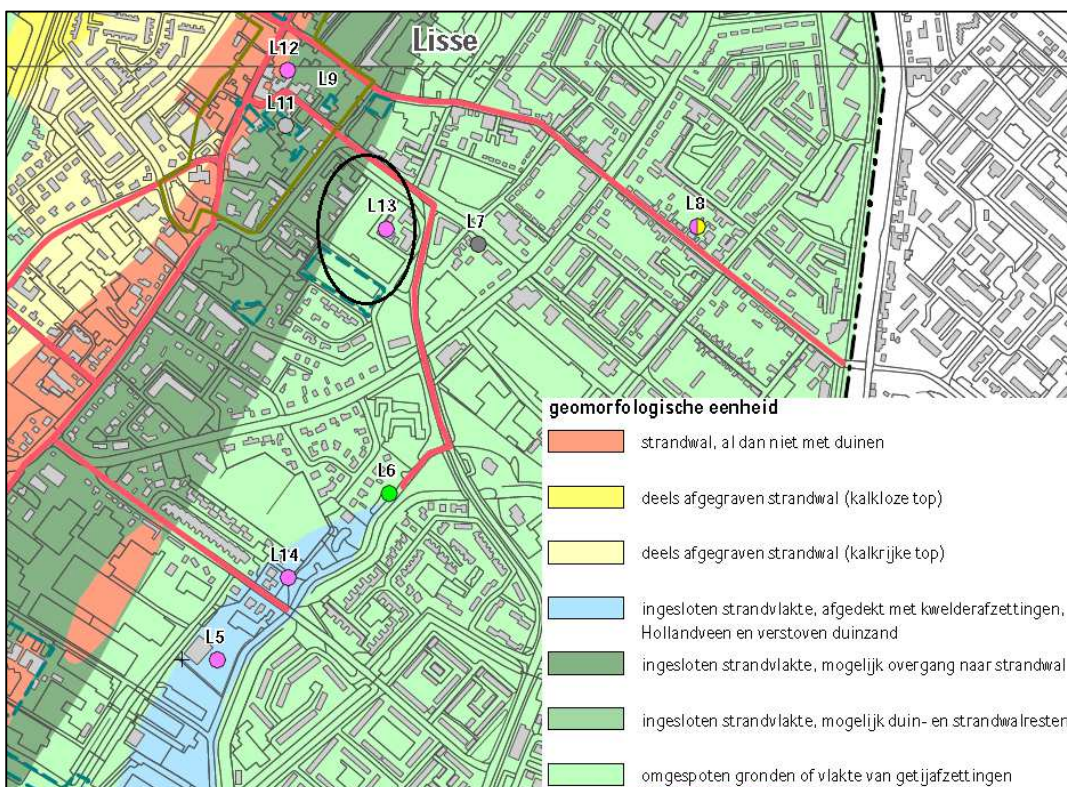 Lisse
L12
L9
L11
L13
L7
L8
L6
L14
L5
geomorfologische eenheid
strandwal, al dan niet met duinen
deels afgegraven strandwal (kalkloze top)
deels afgegraven strandwal (kalkrijke top)
ingesloten strandvlakte, afgedekt met kwelderafzettingen,
Hollandveen en verstoven duinzand
ingesloten strandvlakte, mogelijk overgang naar strandwal
ingesloten strandvlakte, mogelijk duin- en strandwalresten
omgespoten gronden of vlakte van getijafzettingen